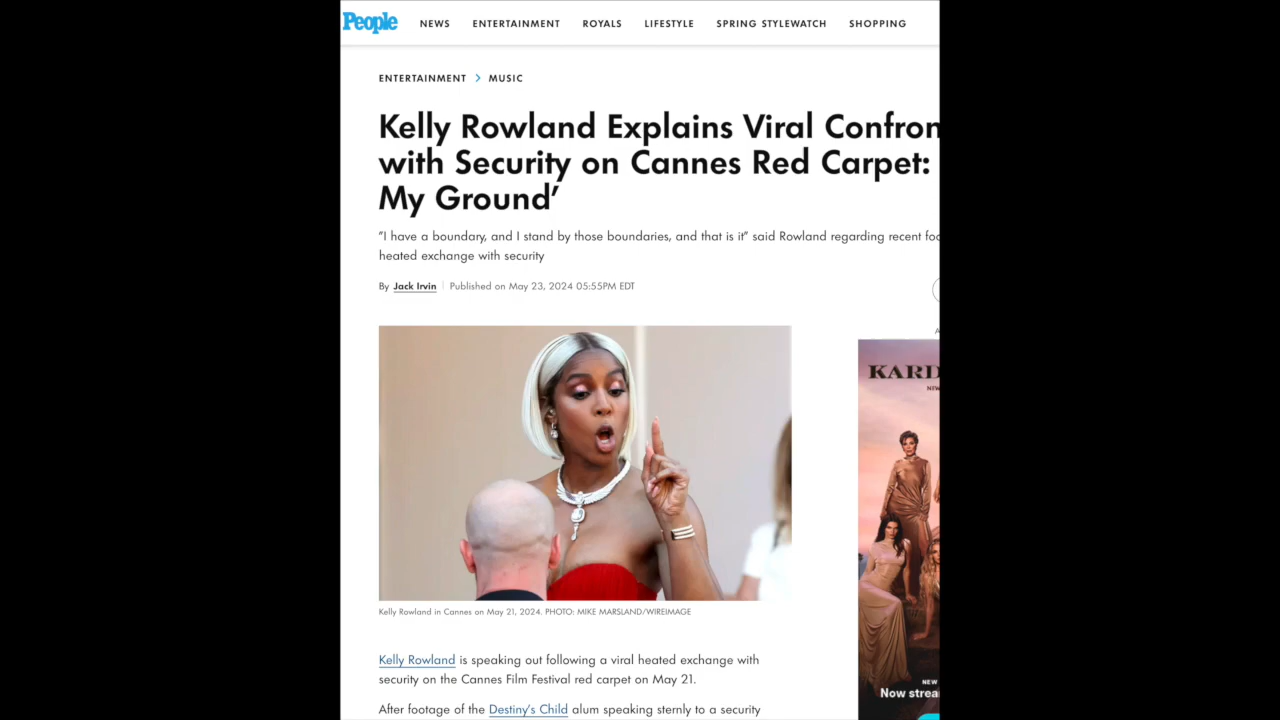 People NEWS ENTERTAINMENT ROYALS LIFESTYLE SPRING STYLEWATCH SHOPPING
ENTERTAINMENT > MUSIC
Kelly Rowland Explains Viral Confron
with Security on Cannes Red Carpet:
My Ground’
“I have a boundary, and I stand by those boundaries, and that is it” said Rowland regarding recent foo
heated exchange with security
By Jack Irvin | Published on May 23, 2024 05:55PM EDT
A
KARD
NEW
NEW
Now strea
Kelly Rowland in Cannes on May 21, 2024. PHOTO: MIKE MARSLAND/WIREIMAGE
Kelly Rowland is speaking out following a viral heated exchange with
security on the Cannes Film Festival red carpet on May 21.
After footage of the Destiny’s Child alum speaking sternly to a security